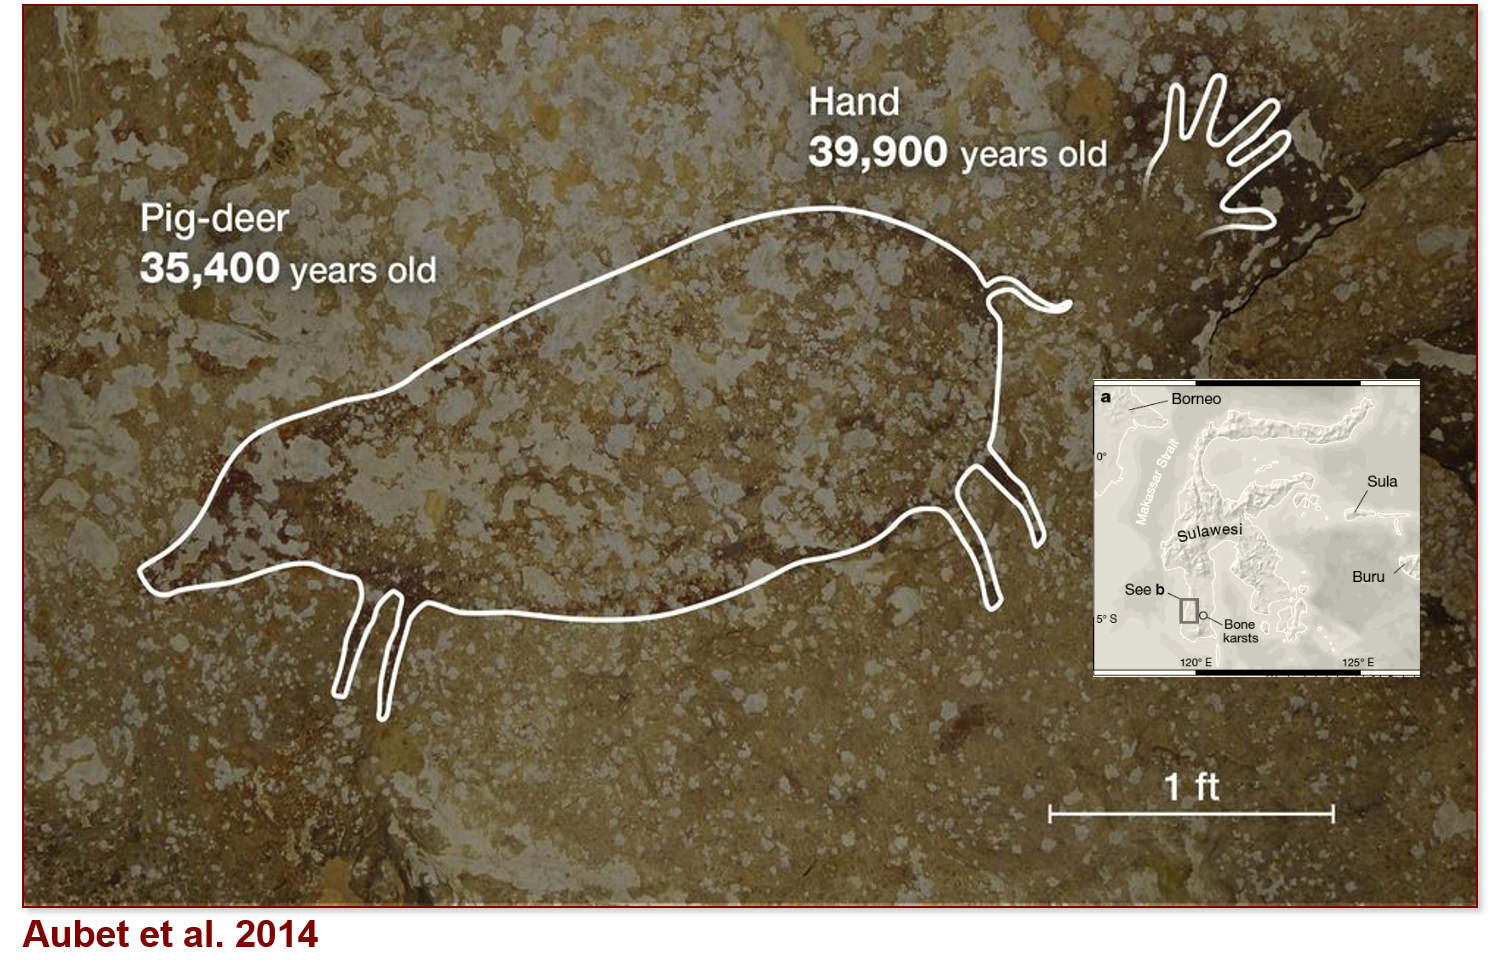 Hand
39,900 years old
Pig-deer
35,400 years old
a
Borneo
0°
Makassar Strait
Sula
Sulawesi
Buru
See b
5° S
Bone
karsts
120° E
125° E
1 ft
Aubet et al. 2014